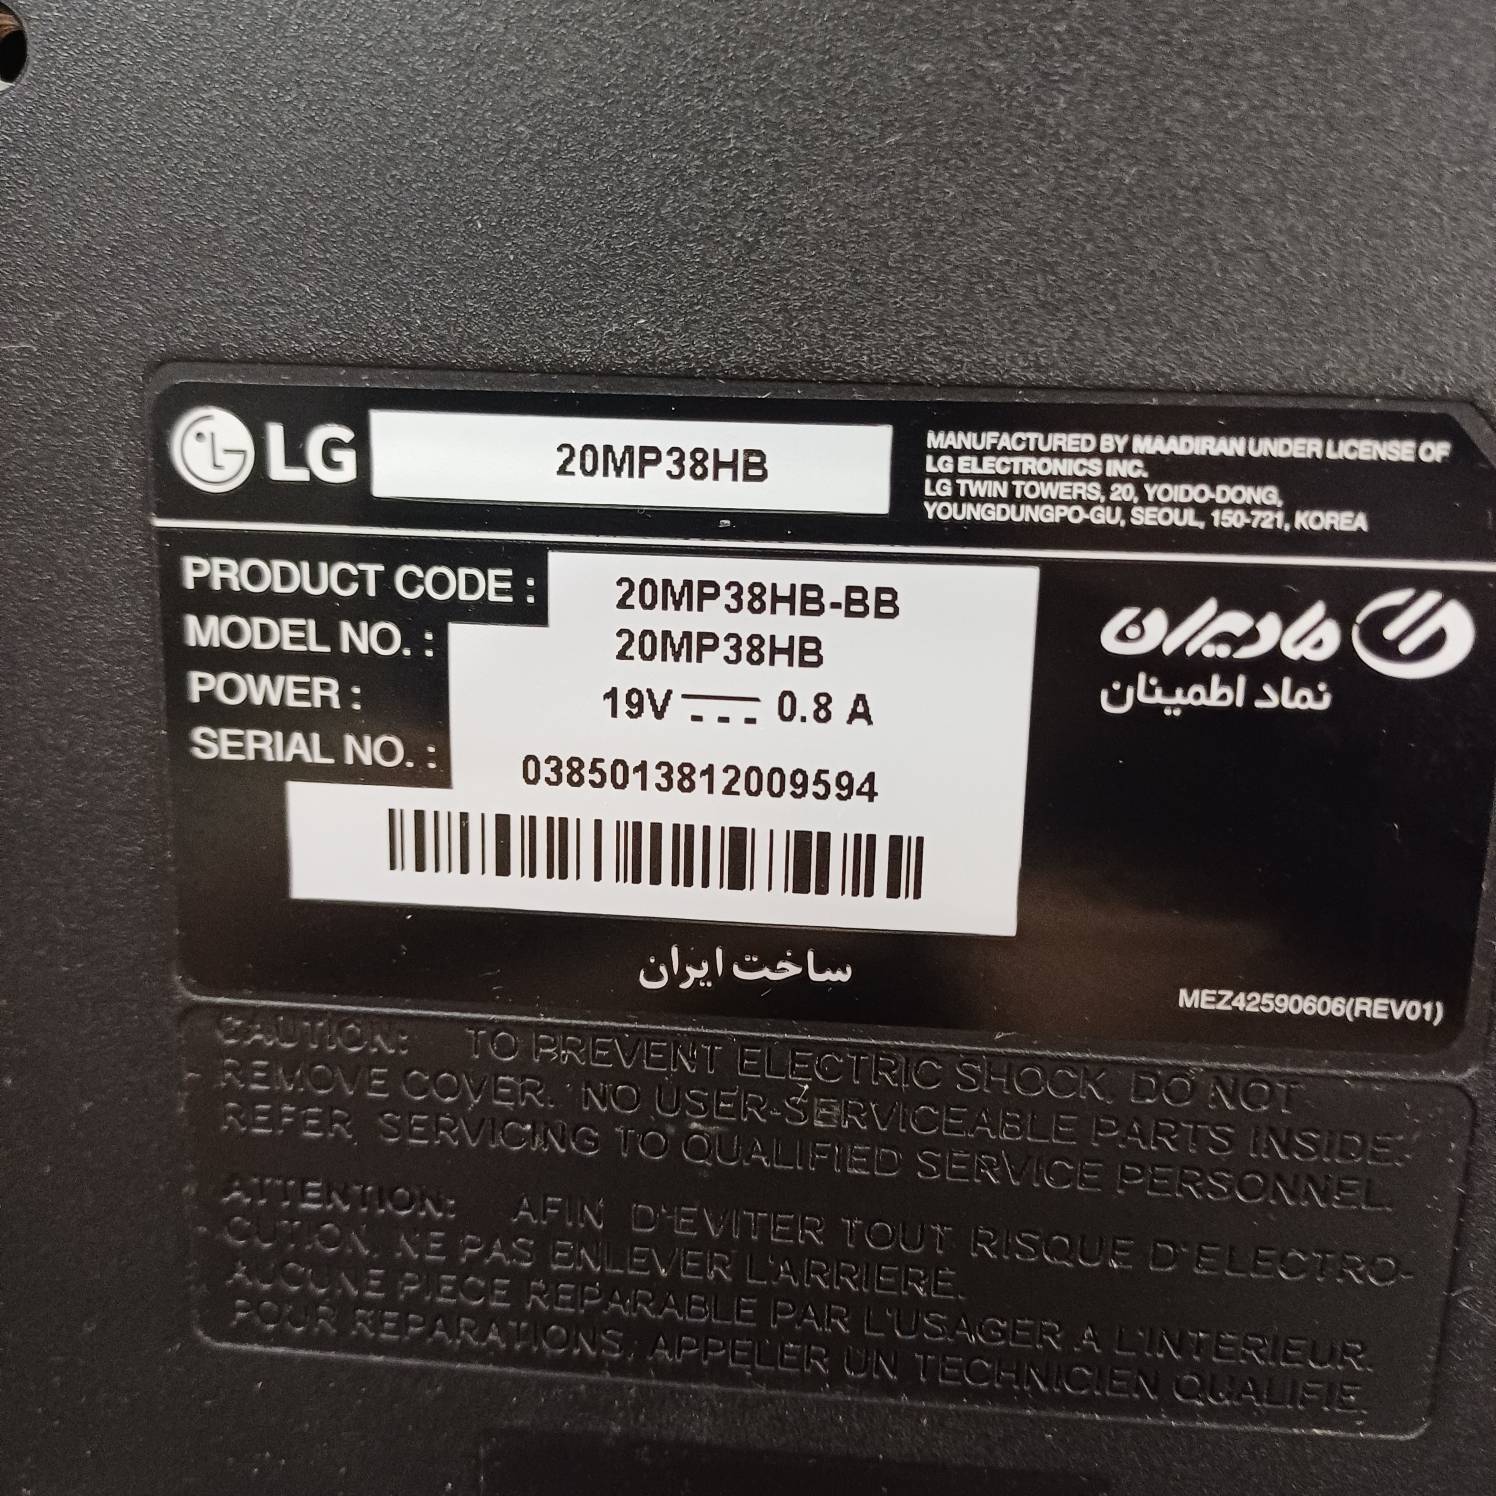 LG 20MP38HB
MANUFACTURED BY MAADIRAN UNDER LICENSE OF
LG ELECTRONICS INC.
LG TWIN TOWERS, 20, YOIDO-DONG,
YOUNGDUNGPO-GU, SEOUL, 150-721, KOREA
PRODUCT CODE : 20MP38HB-BB
MODEL NO. : 20MP38HB
POWER : 19V 0.8 A
SERIAL NO. : 0385013812009594
مادیران
نماد اطمینان
ساخت ایران
MEZ42590606(REV01)
CAUTION: TO PREVENT ELECTRIC SHOCK, DO NOT
REMOVE COVER. NO USER-SERVICEABLE PARTS INSIDE.
REFER SERVICING TO QUALIFIED SERVICE PERSONNEL.
ATTENTION: AFIN D'EVITER TOUT RISQUE D'ELECTRO-
CUTION, NE PAS ENLEVER L'ARRIERE.
AUCUNE PIECE REPARABLE PAR L'USAGER A L'INTERIEUR.
POUR REPARATIONS, APPELER UN TECHNICIEN QUALIFIE.